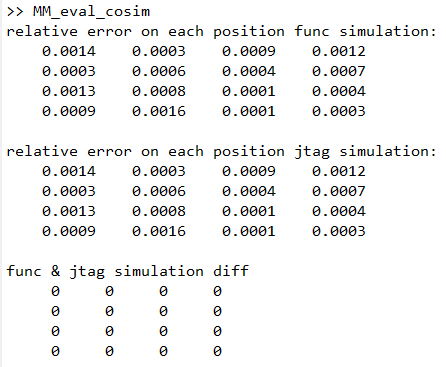 >> MM_eval_cosim
relative error on each position func simulation:
0.0014 0.0003 0.0009 0.0012
0.0003 0.0006 0.0004 0.0007
0.0013 0.0008 0.0001 0.0004
0.0009 0.0016 0.0001 0.0003
relative error on each position jtag simulation:
0.0014 0.0003 0.0009 0.0012
0.0003 0.0006 0.0004 0.0007
0.0013 0.0008 0.0001 0.0004
0.0009 0.0016 0.0001 0.0003
func & jtag simulation diff
0 0 0 0
0 0 0 0
0 0 0 0
0 0 0 0